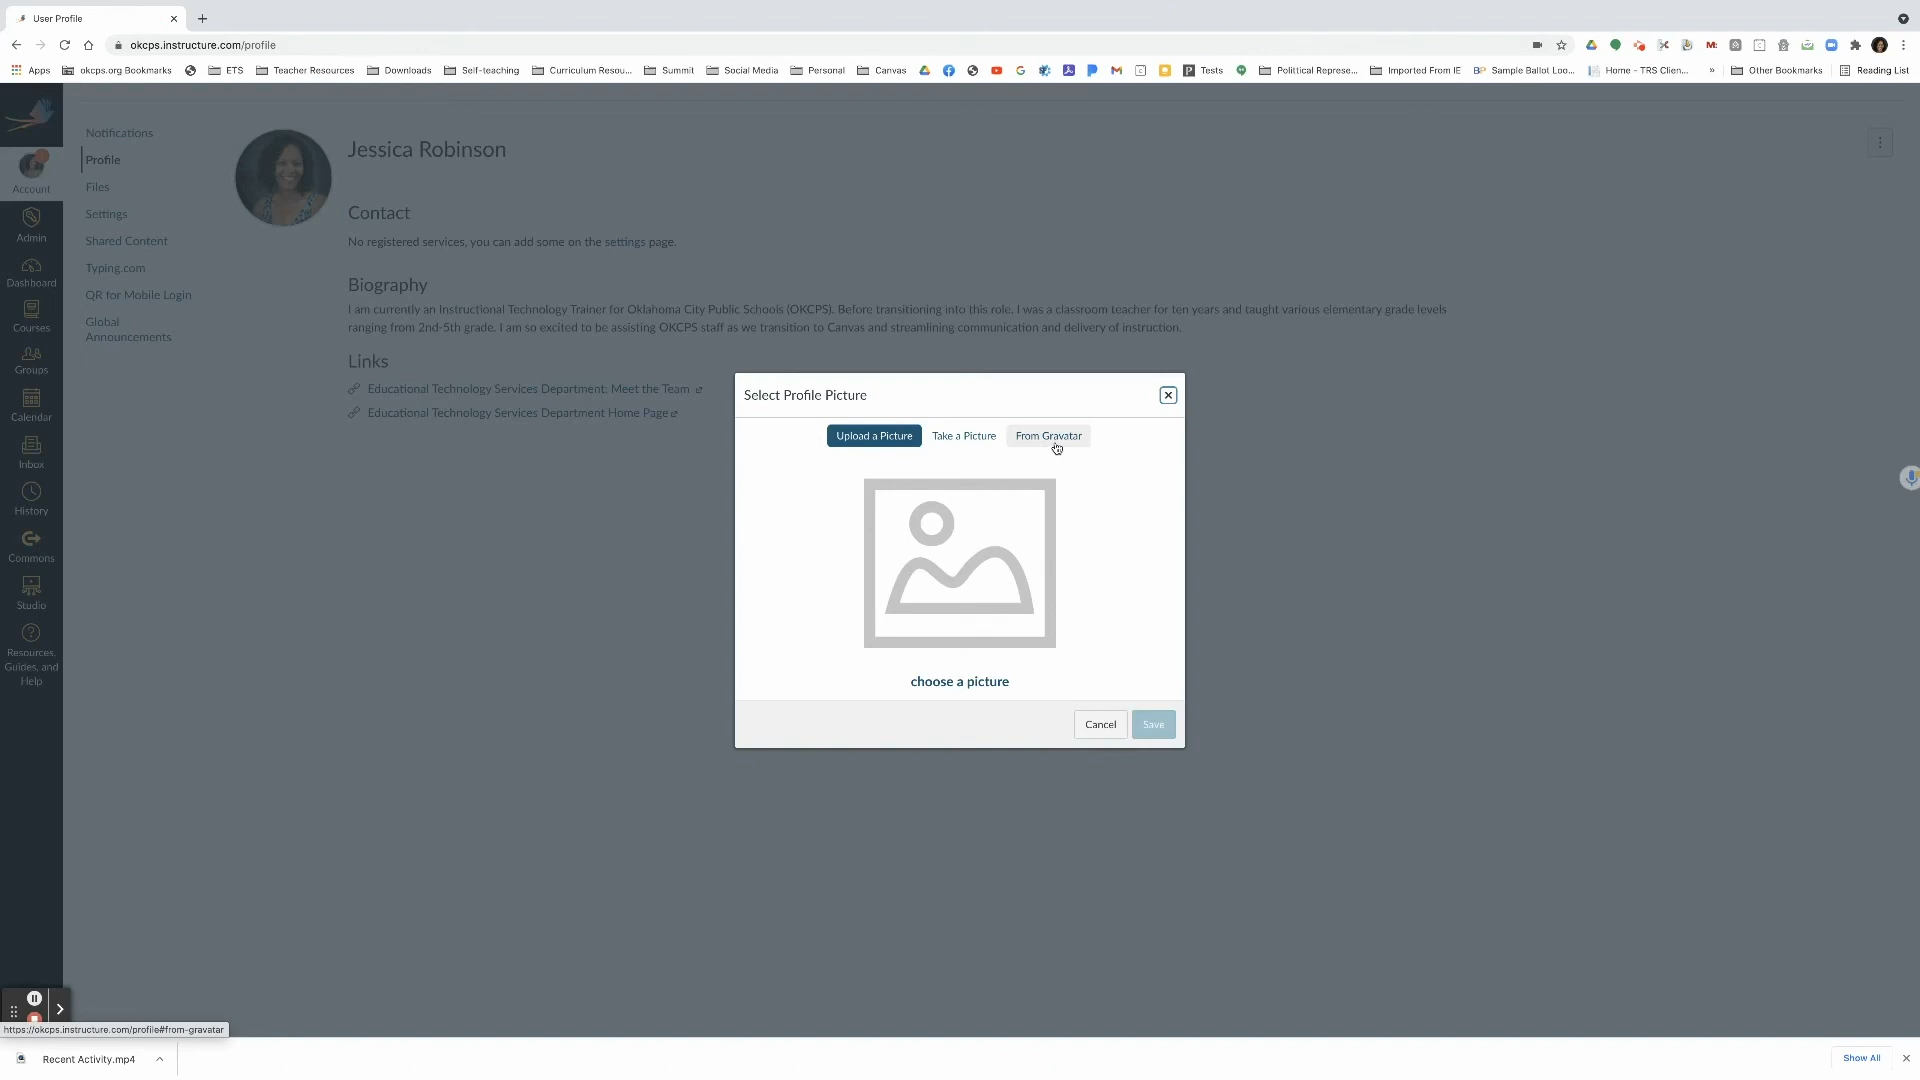 User Profile
okcps.instructure.com/profile
Apps
okcps.org Bookmarks
ETS
Teacher Resources
Downloads
Self-teaching
Curriculum Resou...
Summit
Social Media
Personal
Canvas
Tests
Polittical Represe...
Imported From IE
Sample Ballot Loo...
Home - TRS Clien...
»
Other Bookmarks
Reading List
Account
Admin
Dashboard
Courses
Groups
Calendar
Inbox
History
Commons
Studio
Resources,
Guides, and
Help
Notifications
Profile
Files
Settings
Shared Content
Typing.com
QR for Mobile Login
Global
Announcements
Jessica Robinson
Contact
No registered services, you can add some on the settings page.
Biography
I am currently an Instructional Technology Trainer for Oklahoma City Public Schools (OKCPS). Before transitioning into this role. I was a classroom teacher for ten years and taught various elementary grade levels
ranging from 2nd-5th grade. I am so excited to be assisting OKCPS staff as we transition to Canvas and streamlining communication and delivery of instruction.
Links
Educational Technology Services Department: Meet the Team
Educational Technology Services Department Home Page
Select Profile Picture
Upload a Picture
Take a Picture
From Gravatar
choose a picture
Cancel
Save
https://okcps.instructure.com/profile#from-gravatar
Recent Activity.mp4
Show All